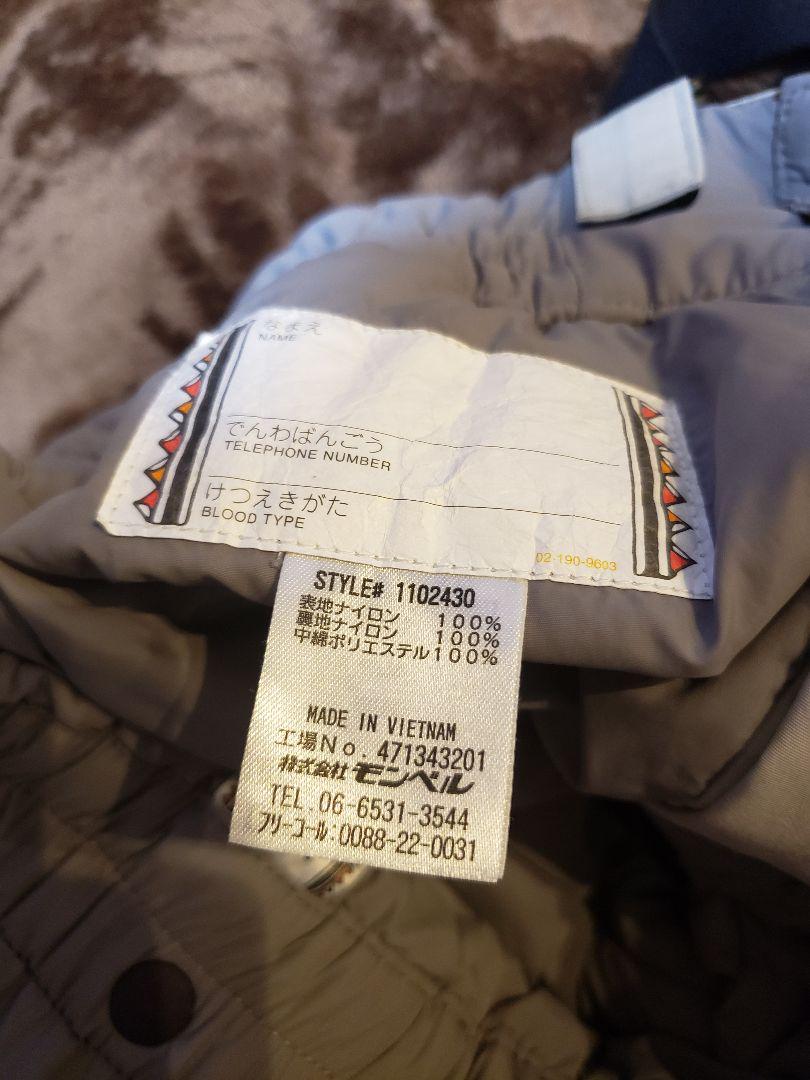 なまえ
NAME
でんわばんごう
TELEPHONE NUMBER
けつえきがた
BLOOD TYPE
02-190-9603
STYLE# 1102430
表地ナイロン 100%
裏地ナイロン 100%
中綿ポリエステル100%
MADE IN VIETNAM
工場No. 471343201
株式会社 モンベル
TEL.06-6531-3544
フリーコール:0088-22-0031